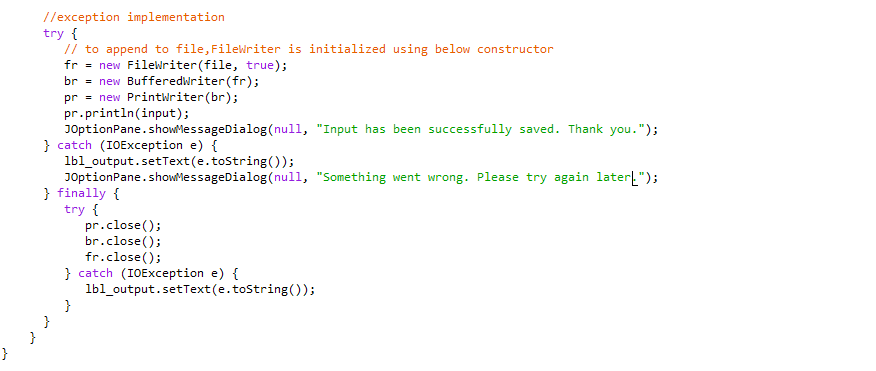 //exception implementation
try {
// to append to file,FileWriter is initialized using below constructor
fr = new FileWriter(file, true);
br = new BufferedWriter(fr);
pr = new PrintWriter(br);
pr.println(input);
JOptionPane.showMessageDialog(null, "Input has been successfully saved. Thank you.");
} catch (IOException e) {
lbl_output.setText(e.toString());
JOptionPane.showMessageDialog(null, "Something went wrong. Please try again later.");
} finally {
try {
pr.close();
br.close();
fr.close();
} catch (IOException e) {
lbl_output.setText(e.toString());
}
}
}
}